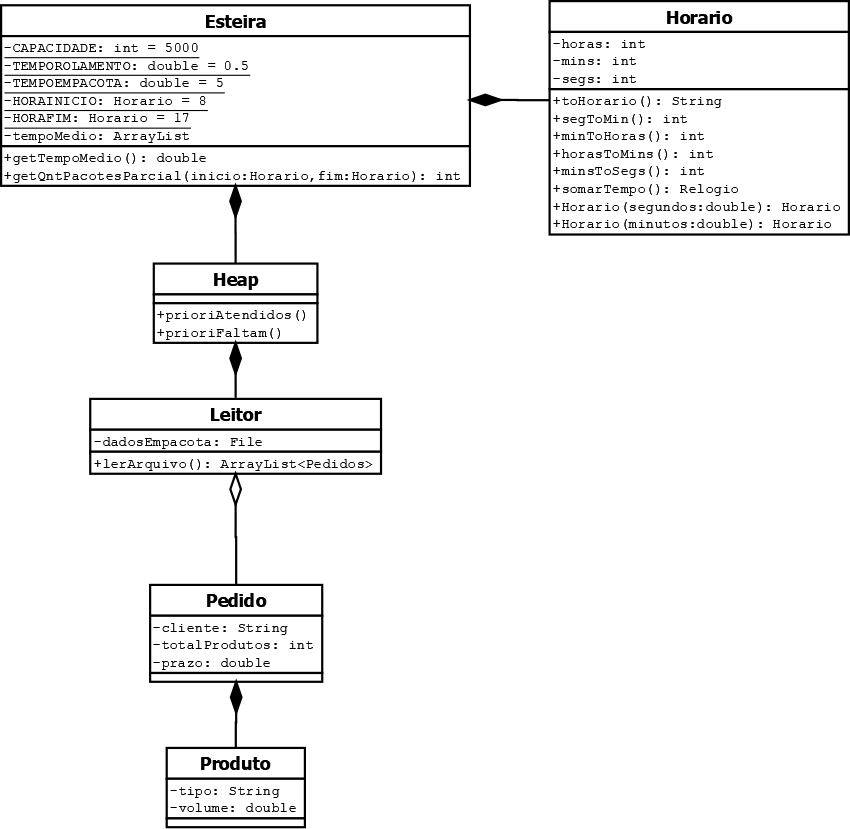 Esteira
-CAPACIDADE: int = 5000
-TEMPOROLAMENTO: double = 0.5
-TEMPOEMPACOTA: double = 5
-HORAINICIO: Horario = 8
-HORAFIM: Horario = 17
-tempoMedio: ArrayList
+getTempoMedio(): double
+getQntPacotesParcial(inicio:Horario,fim:Horario): int
Horario
-horas: int
-mins: int
-segs: int
+toHorario(): String
+segToMin(): int
+minToHoras(): int
+horasToMins(): int
+minsToSegs(): int
+somarTempo(): Relogio
+Horario(segundos:double): Horario
+Horario(minutos:double): Horario
Heap
+prioriAtendidos()
+prioriFaltam()
Leitor
-dadosEmpacota: File
+lerArquivo(): ArrayList<Pedidos>
Pedido
-cliente: String
-totalProdutos: int
-prazo: double
Produto
-tipo: String
-volume: double